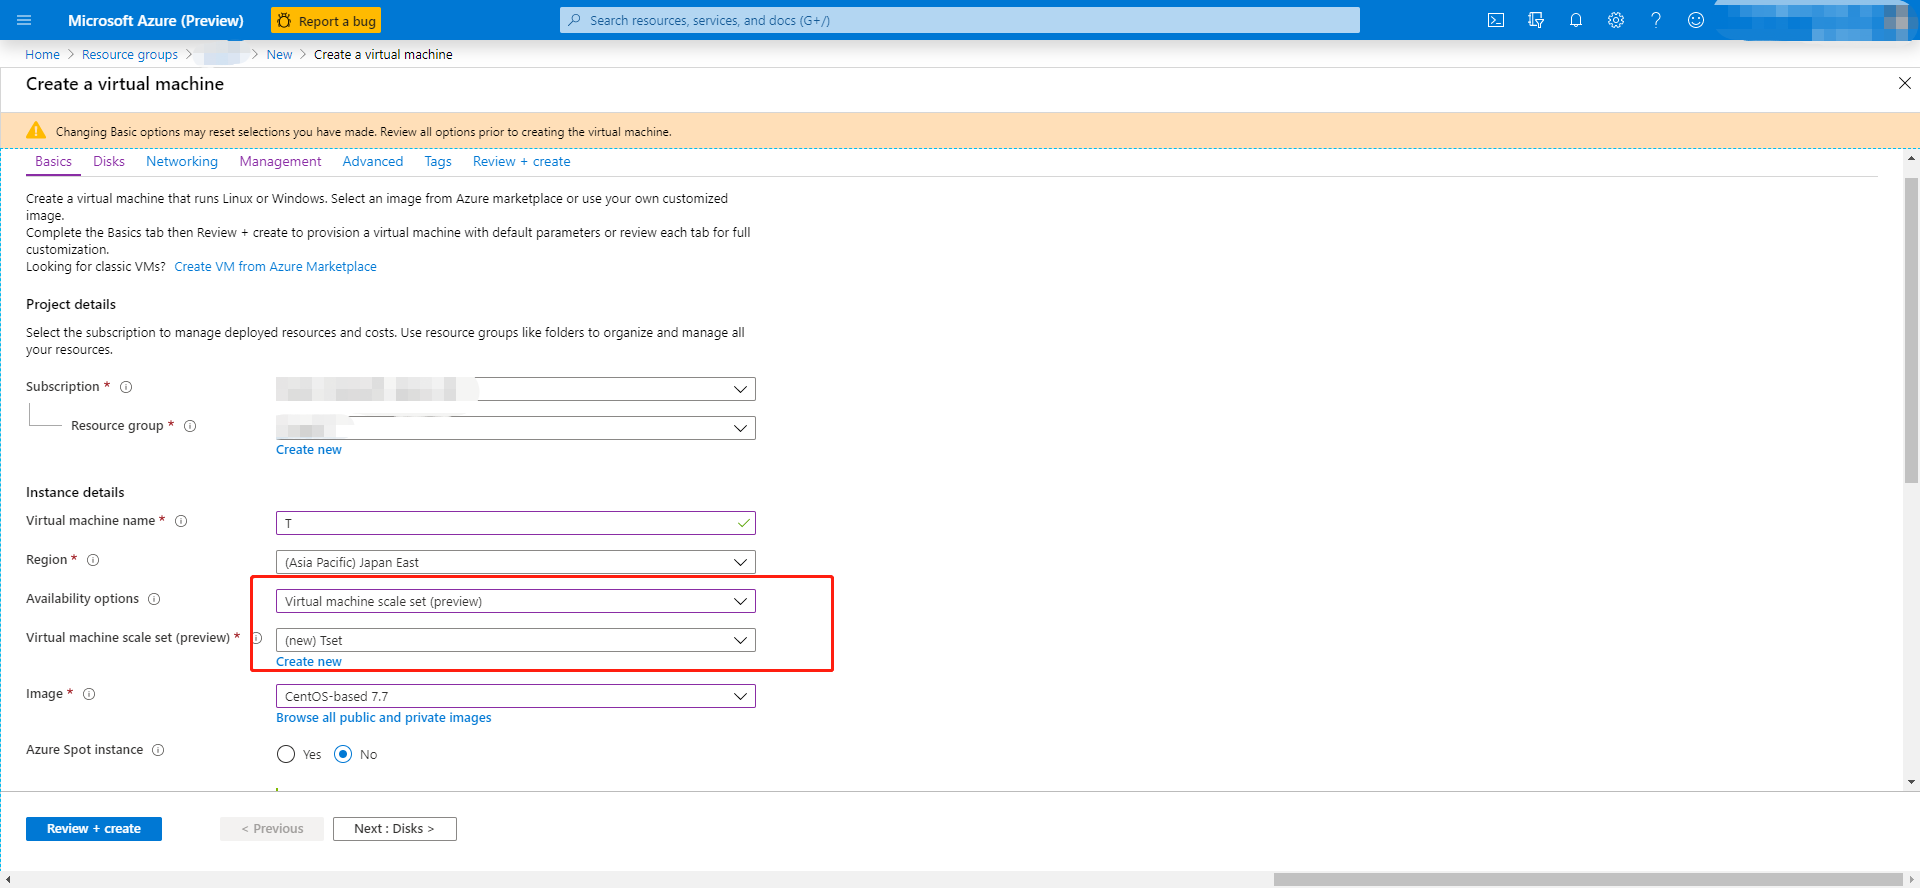 Microsoft Azure (Preview)
Report a bug
Search resources, services, and docs (G+/)
Home > Resource groups > > New > Create a virtual machine
Create a virtual machine
Changing Basic options may reset selections you have made. Review all options prior to creating the virtual machine.
Basics Disks Networking Management Advanced Tags Review + create
Create a virtual machine that runs Linux or Windows. Select an image from Azure marketplace or use your own customized
image.
Complete the Basics tab then Review + create to provision a virtual machine with default parameters or review each tab for full
customization.
Looking for classic VMs? Create VM from Azure Marketplace
Project details
Select the subscription to manage deployed resources and costs. Use resource groups like folders to organize and manage all
your resources.
Subscription *
Resource group *
Create new
Instance details
Virtual machine name *
T
Region *
(Asia Pacific) Japan East
Availability options
Virtual machine scale set (preview)
Virtual machine scale set (preview) *
(new) Tset
Create new
Image *
CentOS-based 7.7
Browse all public and private images
Azure Spot instance
Yes No
Review + create
< Previous
Next : Disks >